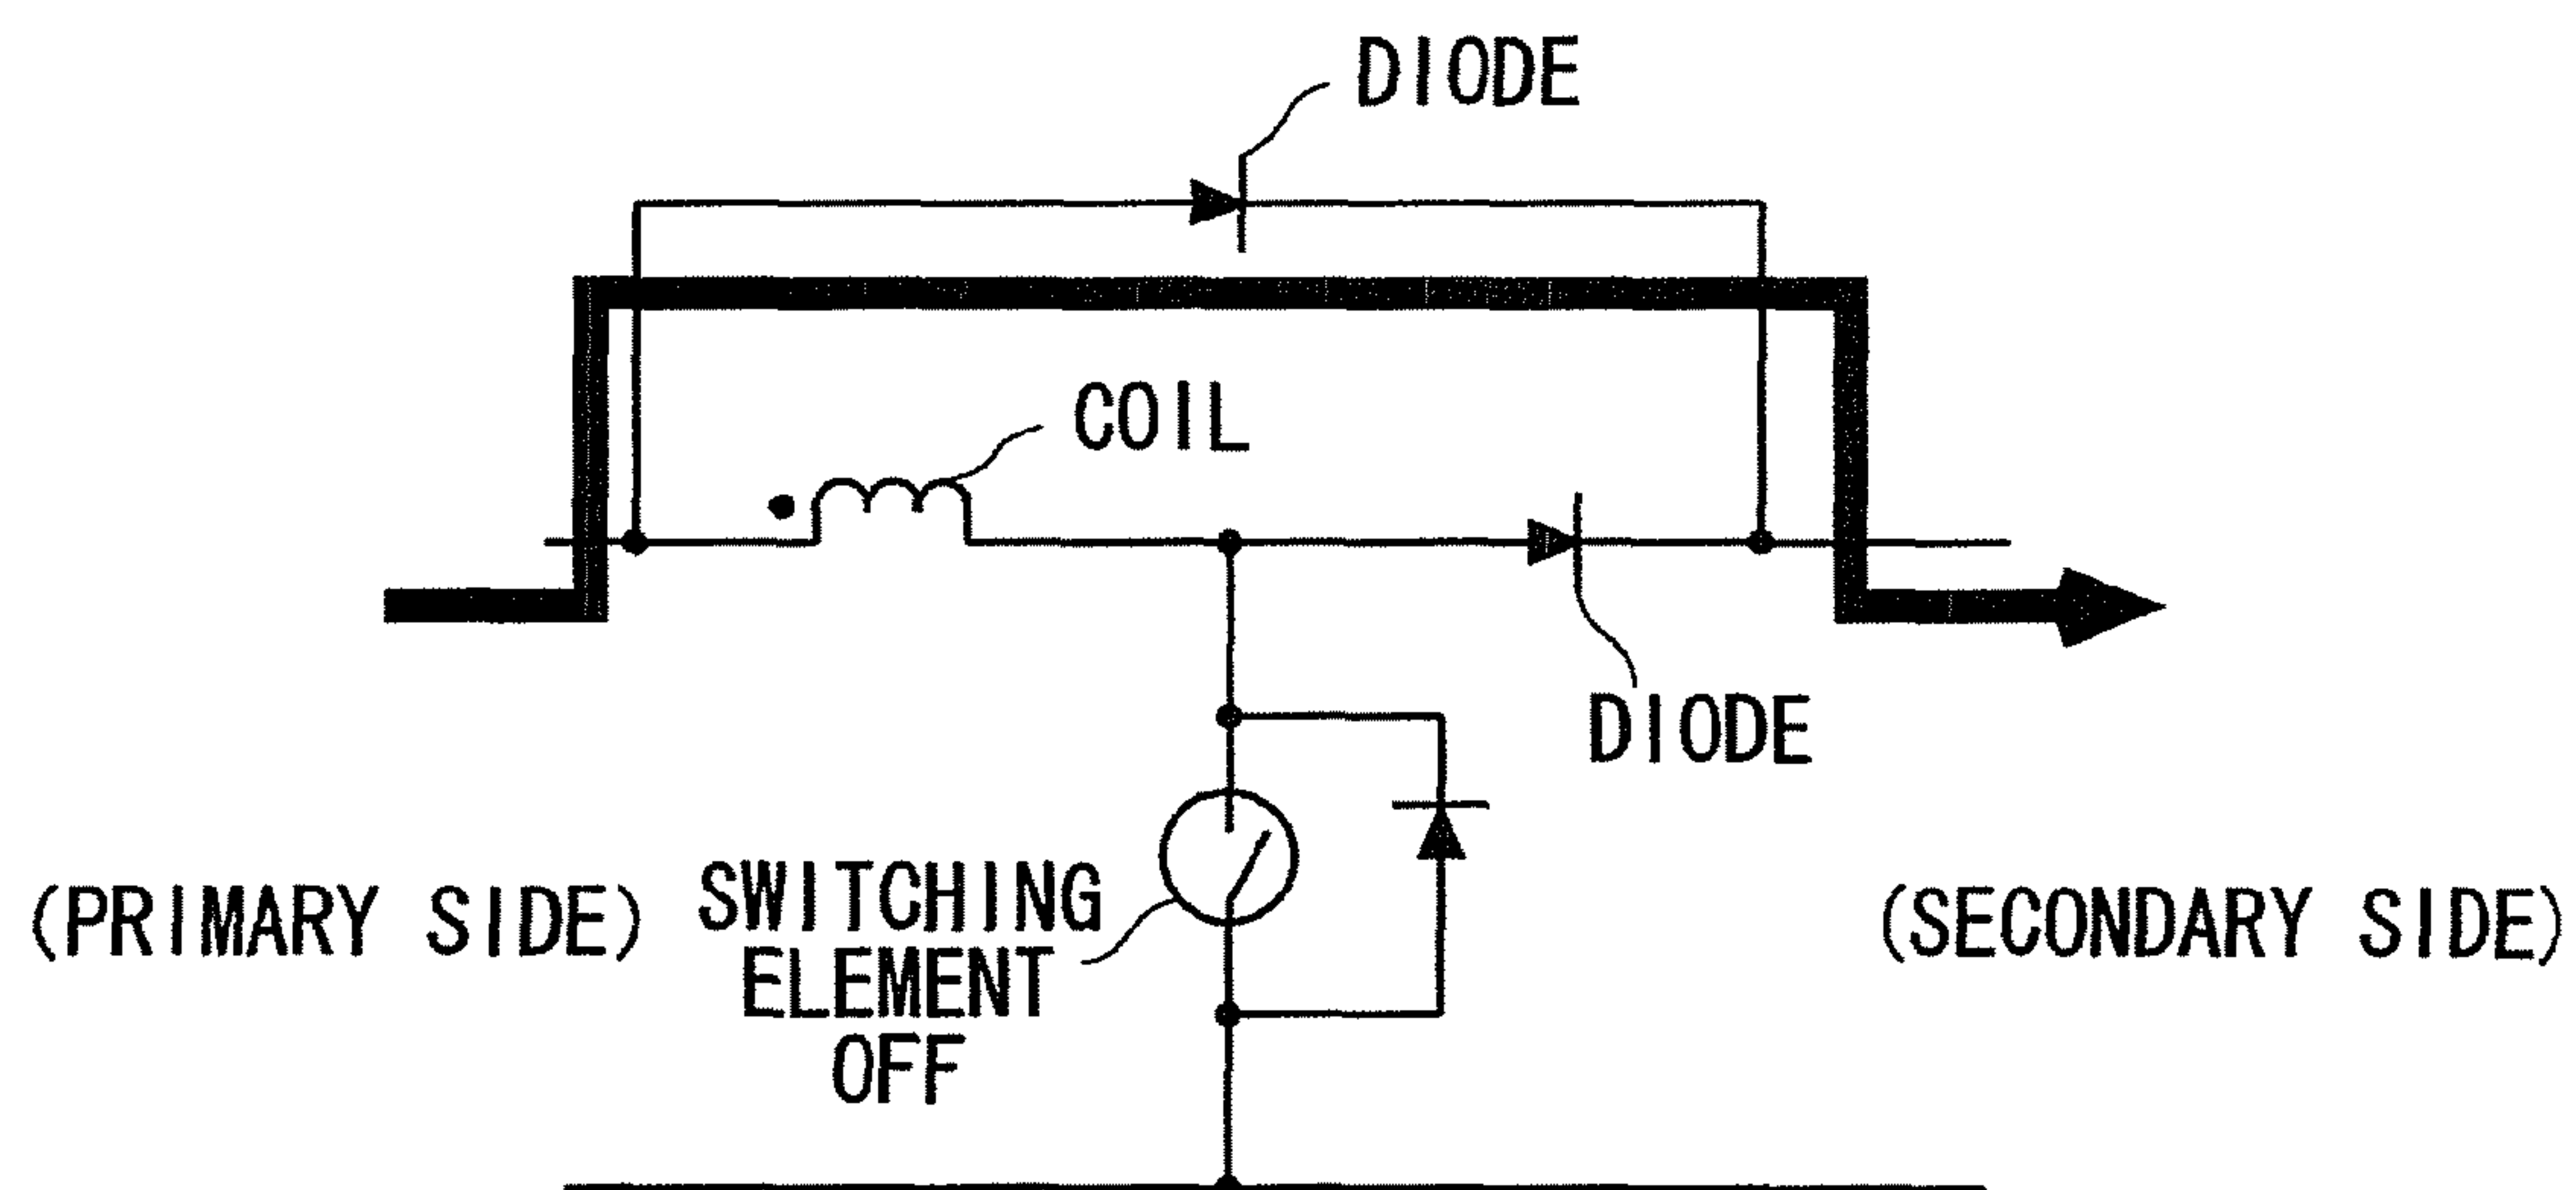 DIODE
COIL
DIODE
(PRIMARY SIDE)
SWITCHING
ELEMENT
OFF
(SECONDARY SIDE)